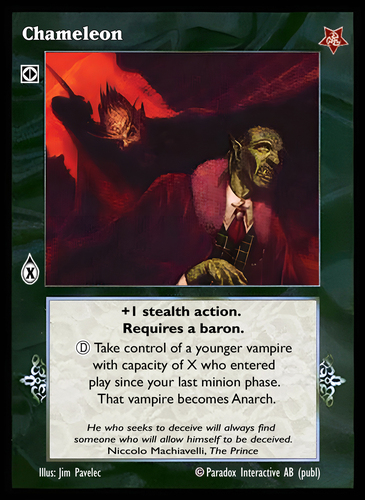 Chameleon
X
+1 stealth action.
Requires a baron.
Ⓓ Take control of a younger vampire
with capacity of X who entered
play since your last minion phase.
That vampire becomes Anarch.
He who seeks to deceive will always find
someone who will allow himself to be deceived.
Niccolo Machiavelli, The Prince
Illus: Jim Pavelec © Paradox Interactive AB (publ)